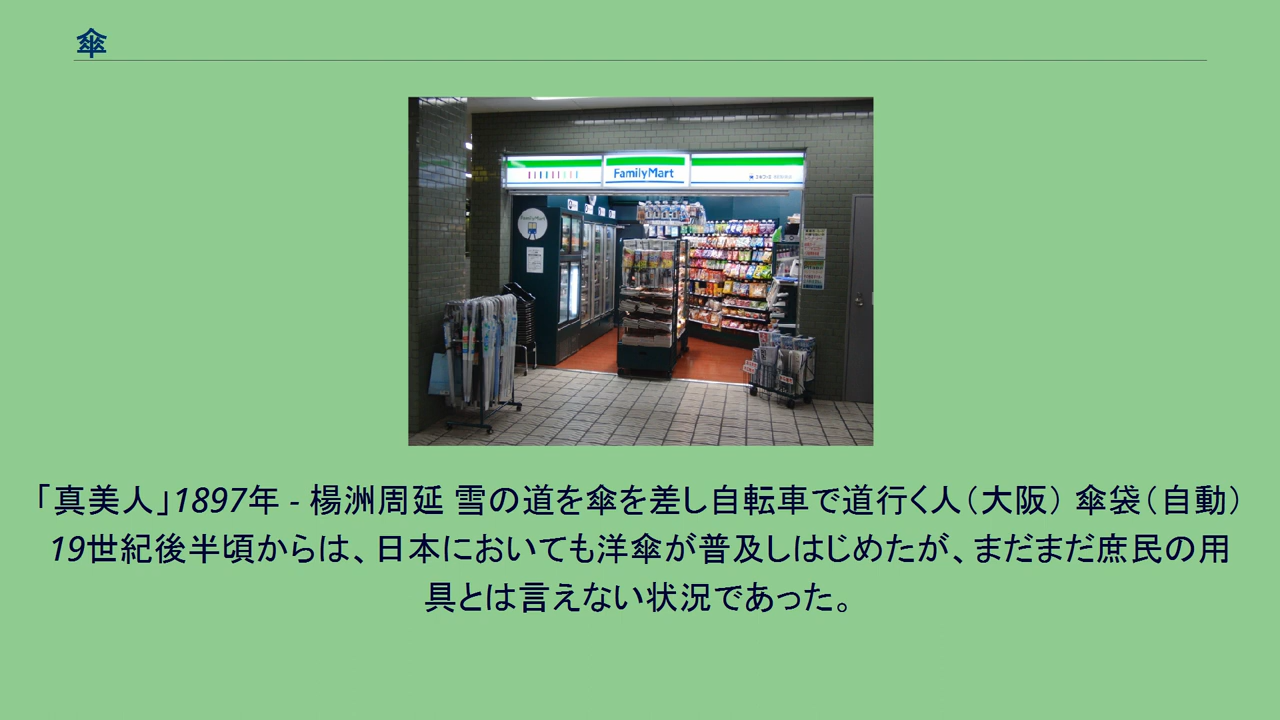 傘
FamilyMart
FamilyMart
「真美人」1897年 - 楊洲周延 雪の道を傘を差し自転車で道行く人（大阪） 傘袋（自動）
19世紀後半頃からは、日本においても洋傘が普及しはじめたが、まだまだ庶民の用
具とは言えない状況であった。